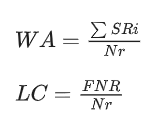 WA = ∑ SRi / Nr
LC = FNR / Nr